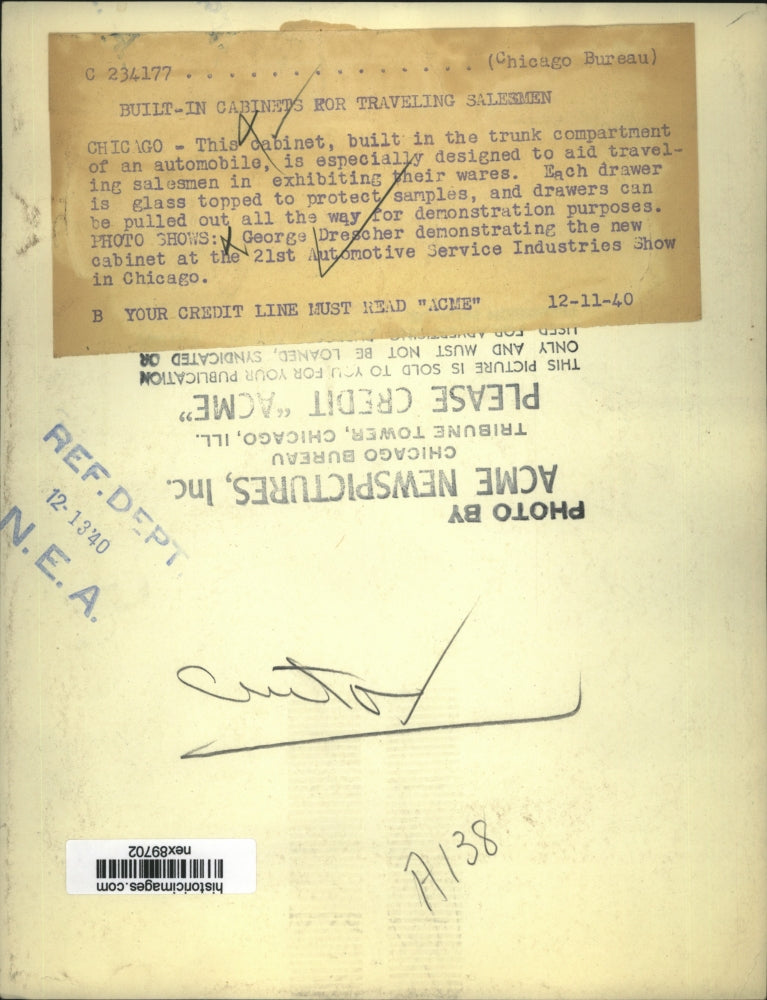 C 234177 . . . . . . . . . . . . . . (Chicago Bureau)
BUILT-IN CABINETS FOR TRAVELING SALESMEN
CHICAGO - This cabinet, built in the trunk compartment
of an automobile, is especially designed to aid travel-
ing salesmen in exhibiting their wares. Each drawer
is glass topped to protect samples, and drawers can
be pulled out all the way for demonstration purposes.
PHOTO SHOWS: George Drescher demonstrating the new
cabinet at the 21st Automotive Service Industries Show
in Chicago.
B YOUR CREDIT LINE MUST READ "ACME" 12-11-40
PHOTO BY
ACME NEWSPICTURES, Inc.
CHICAGO BUREAU
TRIBUNE TOWER, CHICAGO, ILL.
PLEASE CREDIT "ACME"
THIS PICTURE IS SOLD TO YOU FOR YOUR PUBLICATION
ONLY AND MUST NOT BE LOANED, SYNDICATED OR
USED FOR ADVERTISING
REF. DEPT
12-13'40
N. E. A.
A138
historicimages.com
nex89702